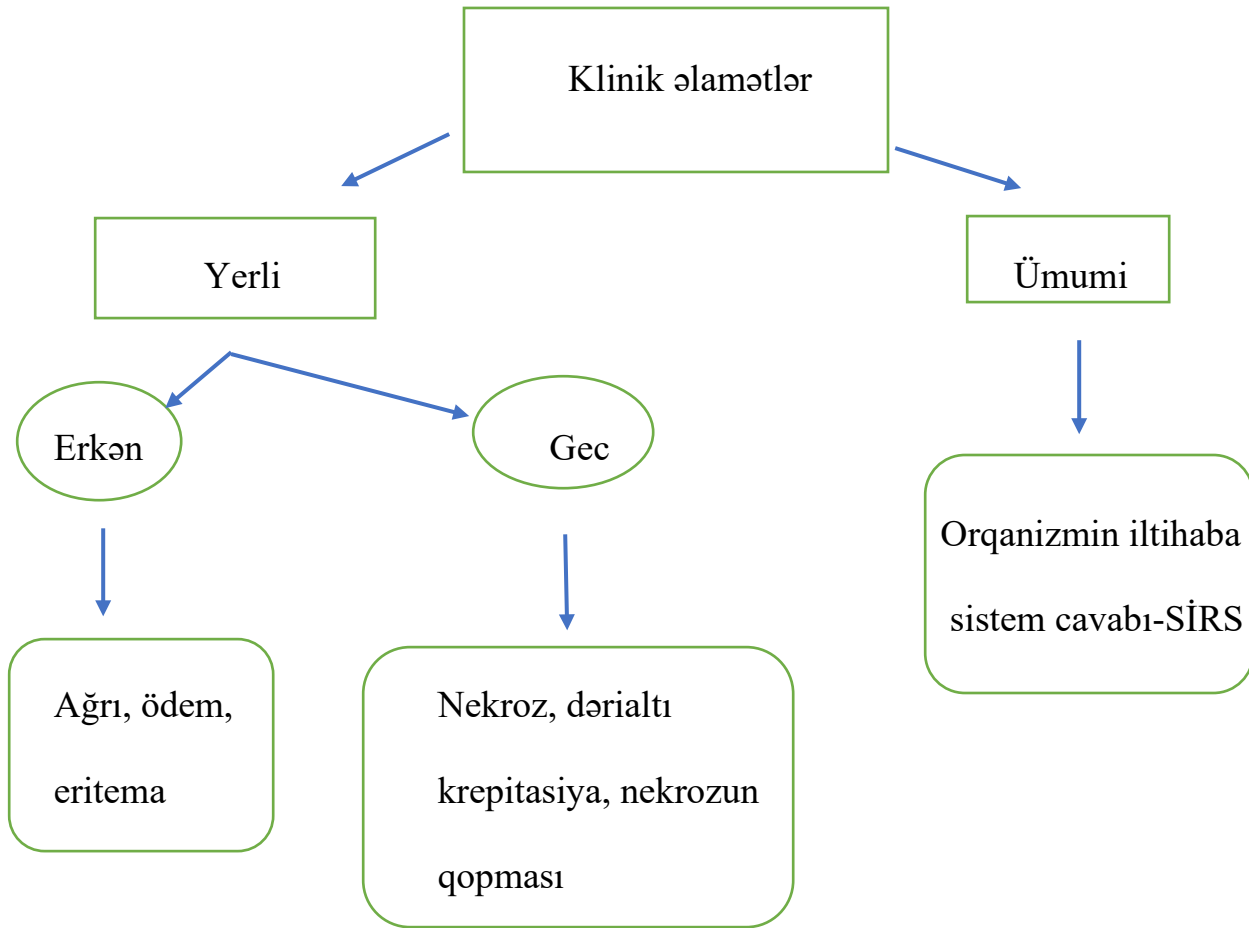 Klinik əlamətlər
Yerli
Ümumi
Erkən
Gec
Orqanizmin iltihaba
sistem cavabı-SİRS
Ağrı, ödem,
eritema
Nekroz, dərialtı
krepitasiya, nekrozun
qopması